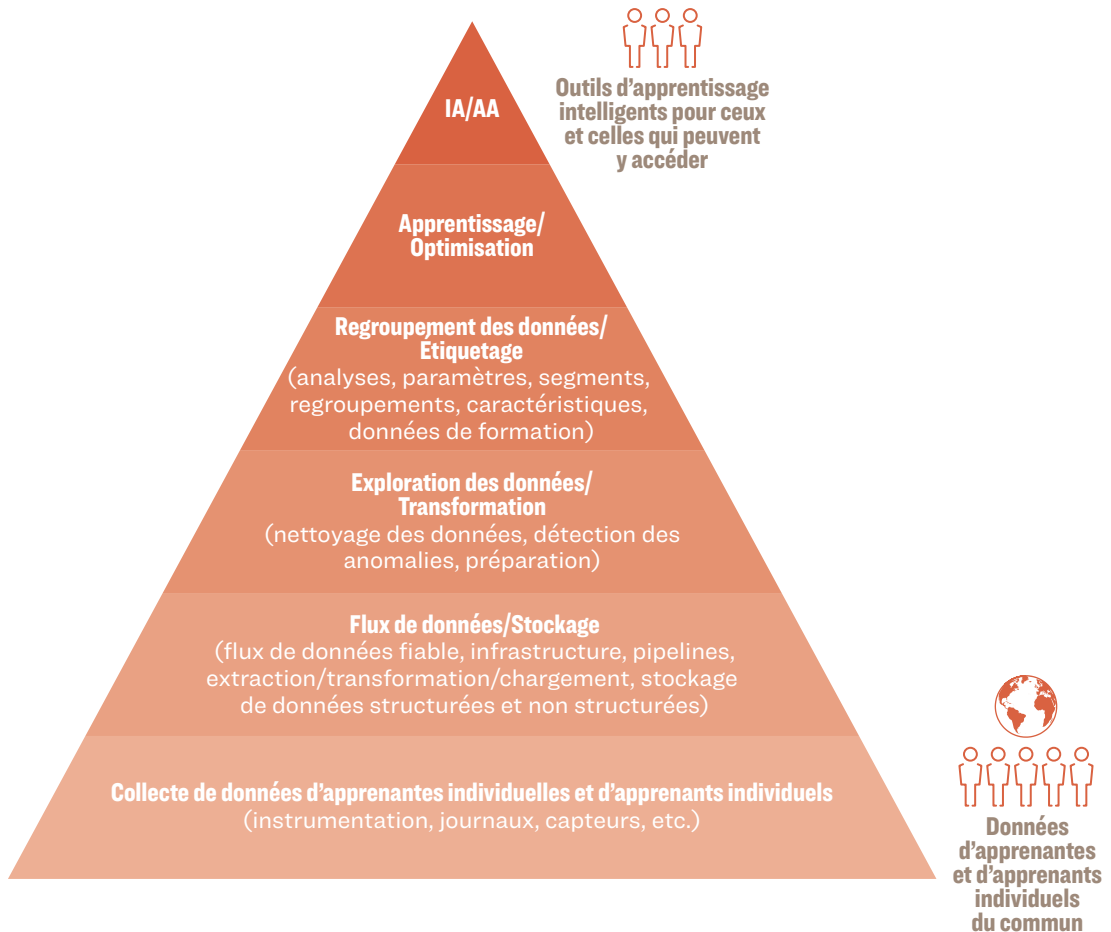 IA/AA
Outils d’apprentissage
intelligents pour ceux
et celles qui peuvent
y accéder
Apprentissage/
Optimisation
Regroupement des données/
Étiquetage
(analyses, paramètres, segments,
regroupements, caractéristiques,
données de formation)
Exploration des données/
Transformation
(nettoyage des données, détection des
anomalies, préparation)
Flux de données/Stockage
(flux de données fiable, infrastructure, pipelines,
extraction/transformation/chargement, stockage
de données structurées et non structurées)
Collecte de données d’apprenantes individuelles et d’apprenants individuels
(instrumentation, journaux, capteurs, etc.)
Données
d’apprenantes
et d’apprenants
individuels
du commun